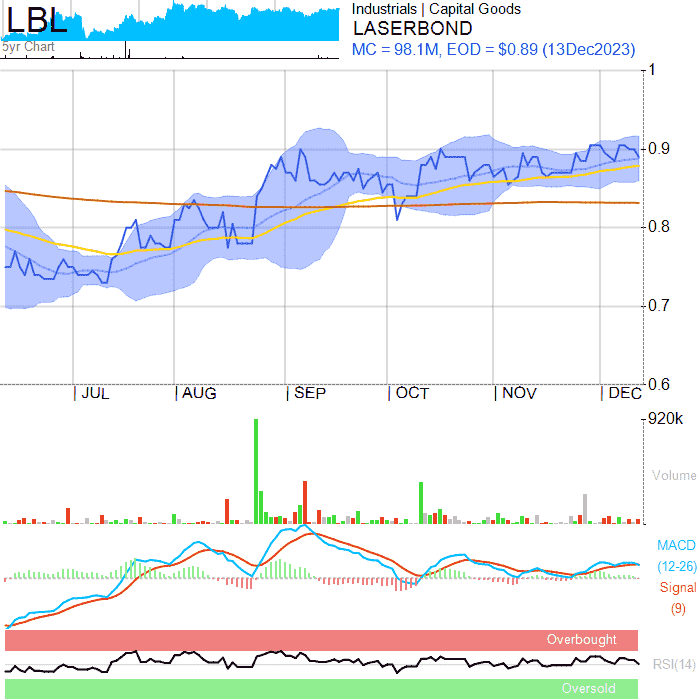 LBL
5yr Chart
Industrials | Capital Goods
LASERBOND
MC = 98.1M, EOD = $0.89 (13Dec2023)
1
0.9
0.8
0.7
0.6
JUL AUG SEP OCT NOV DEC
920k
Volume
MACD
(12-26)
Signal
(9)
Overbought
RSI(14)
Oversold